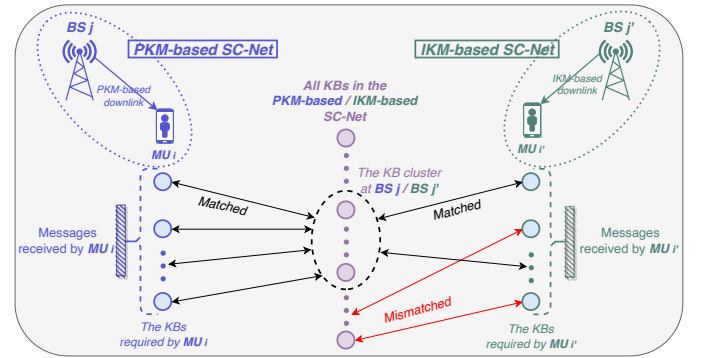 BS j
PKM-based SC-Net
PKM-based
downlink
MU i
Matched
Messages
received by MU i
The KBs
required by MU i
All KBs in the
PKM-based / IKM-based
SC-Net
The KB cluster
at BS j / BS j'
BS j'
IKM-based SC-Net
IKM-based
downlink
MU i'
Matched
Mismatched
Messages
received by MU i'
The KBs
required by MU i'